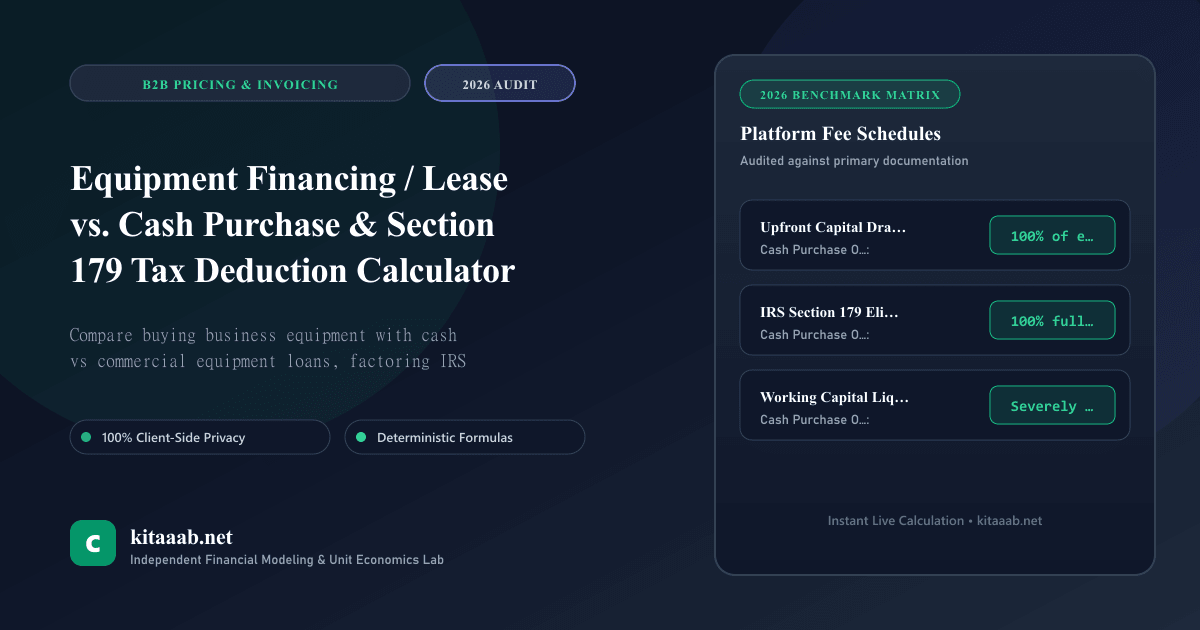 B2B PRICING & INVOICING
2026 AUDIT
Equipment Financing / Lease
vs. Cash Purchase & Section
179 Tax Deduction Calculator
Compare buying business equipment with cash
vs commercial equipment loans, factoring IRS
100% Client-Side Privacy
Deterministic Formulas
C
kitaaab.net
Independent Financial Modeling & Unit Economics Lab
2026 BENCHMARK MATRIX
Platform Fee Schedules
Audited against primary documentation
Upfront Capital Dra…
Cash Purchase O…:
100% of e…
IRS Section 179 Eli…
Cash Purchase O…:
100% full…
Working Capital Liq…
Cash Purchase O…:
Severely …
Instant Live Calculation • kitaaab.net